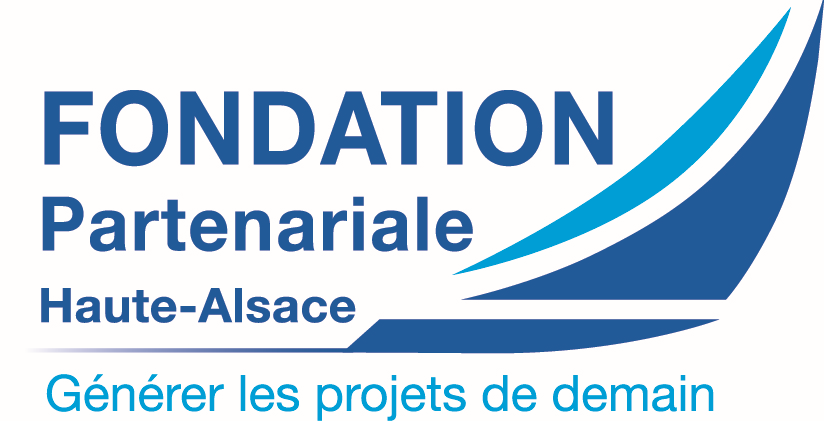 FONDATION
Partenariale
Haute-Alsace
Générer les projets de demain